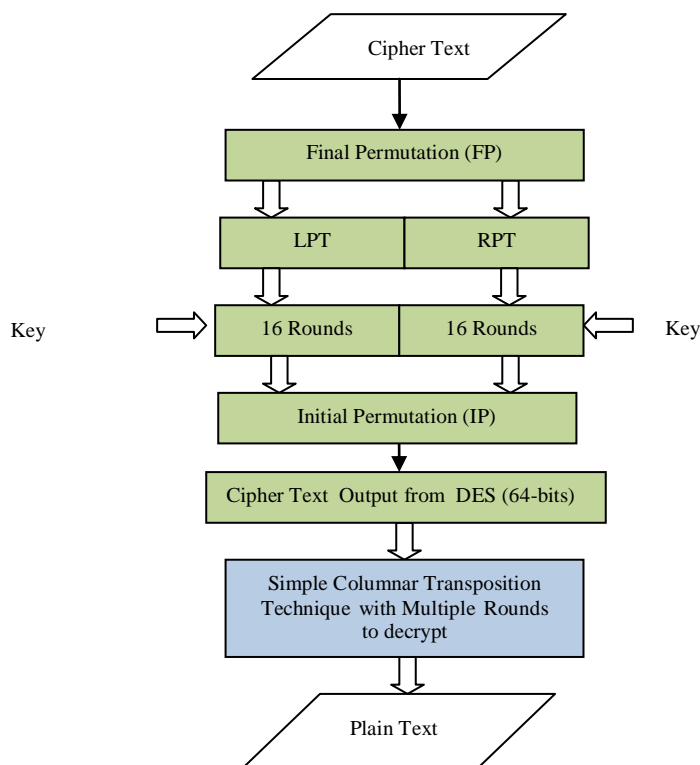 Cipher Text
Final Permutation (FP)
LPT RPT
Key 16 Rounds 16 Rounds Key
Initial Permutation (IP)
Cipher Text Output from DES (64-bits)
Simple Columnar Transposition
Technique with Multiple Rounds
to decrypt
Plain Text